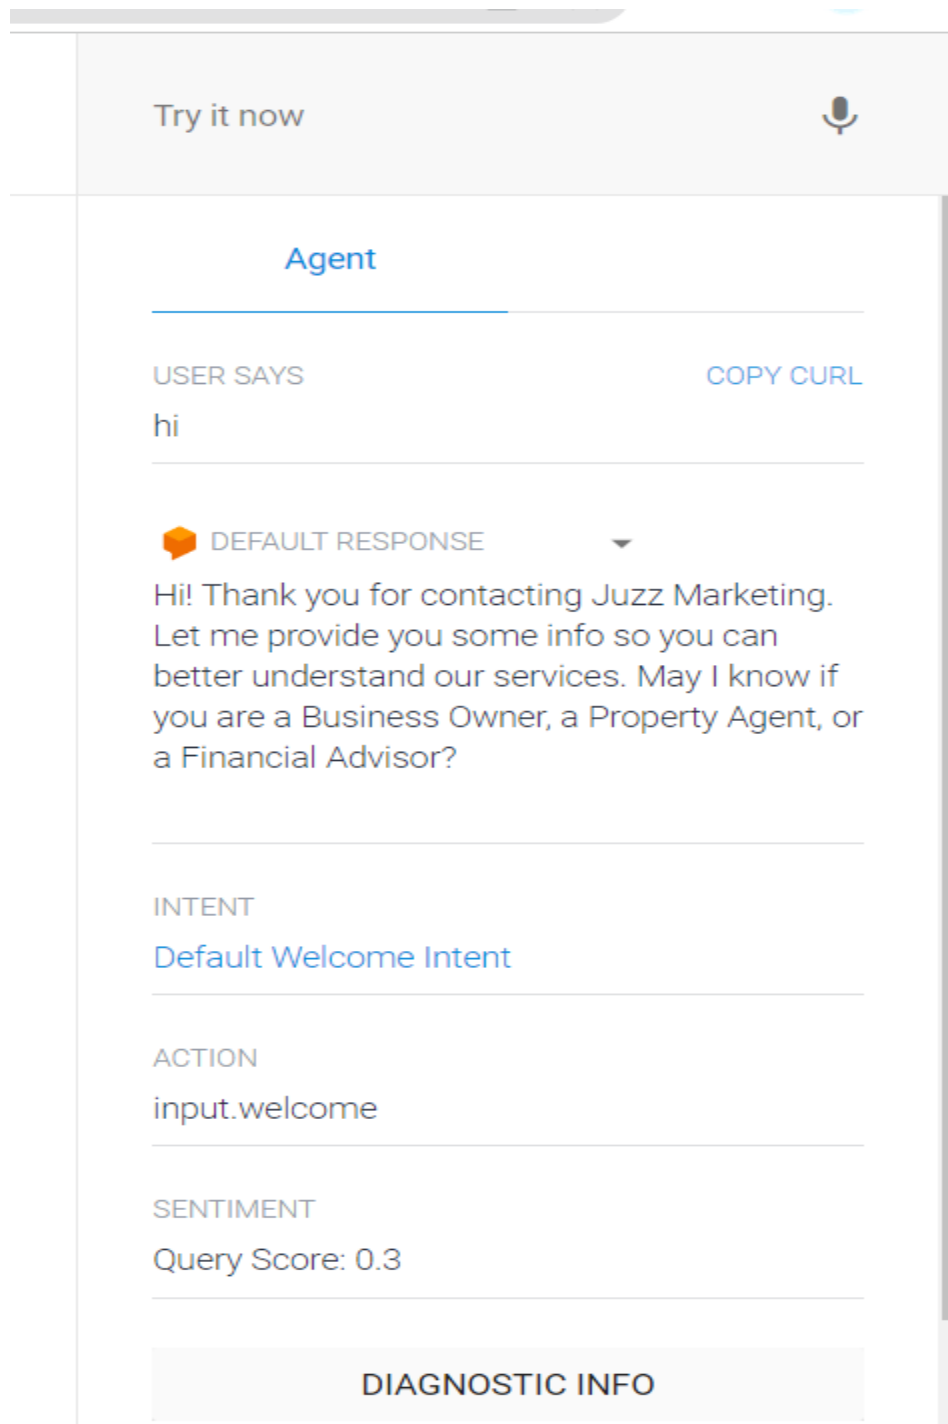 Try it now
Agent
USER SAYS COPY CURL
hi
DEFAULT RESPONSE
Hi! Thank you for contacting Juzz Marketing.
Let me provide you some info so you can
better understand our services. May I know if
you are a Business Owner, a Property Agent, or
a Financial Advisor?
INTENT
Default Welcome Intent
ACTION
input.welcome
SENTIMENT
Query Score: 0.3
DIAGNOSTIC INFO